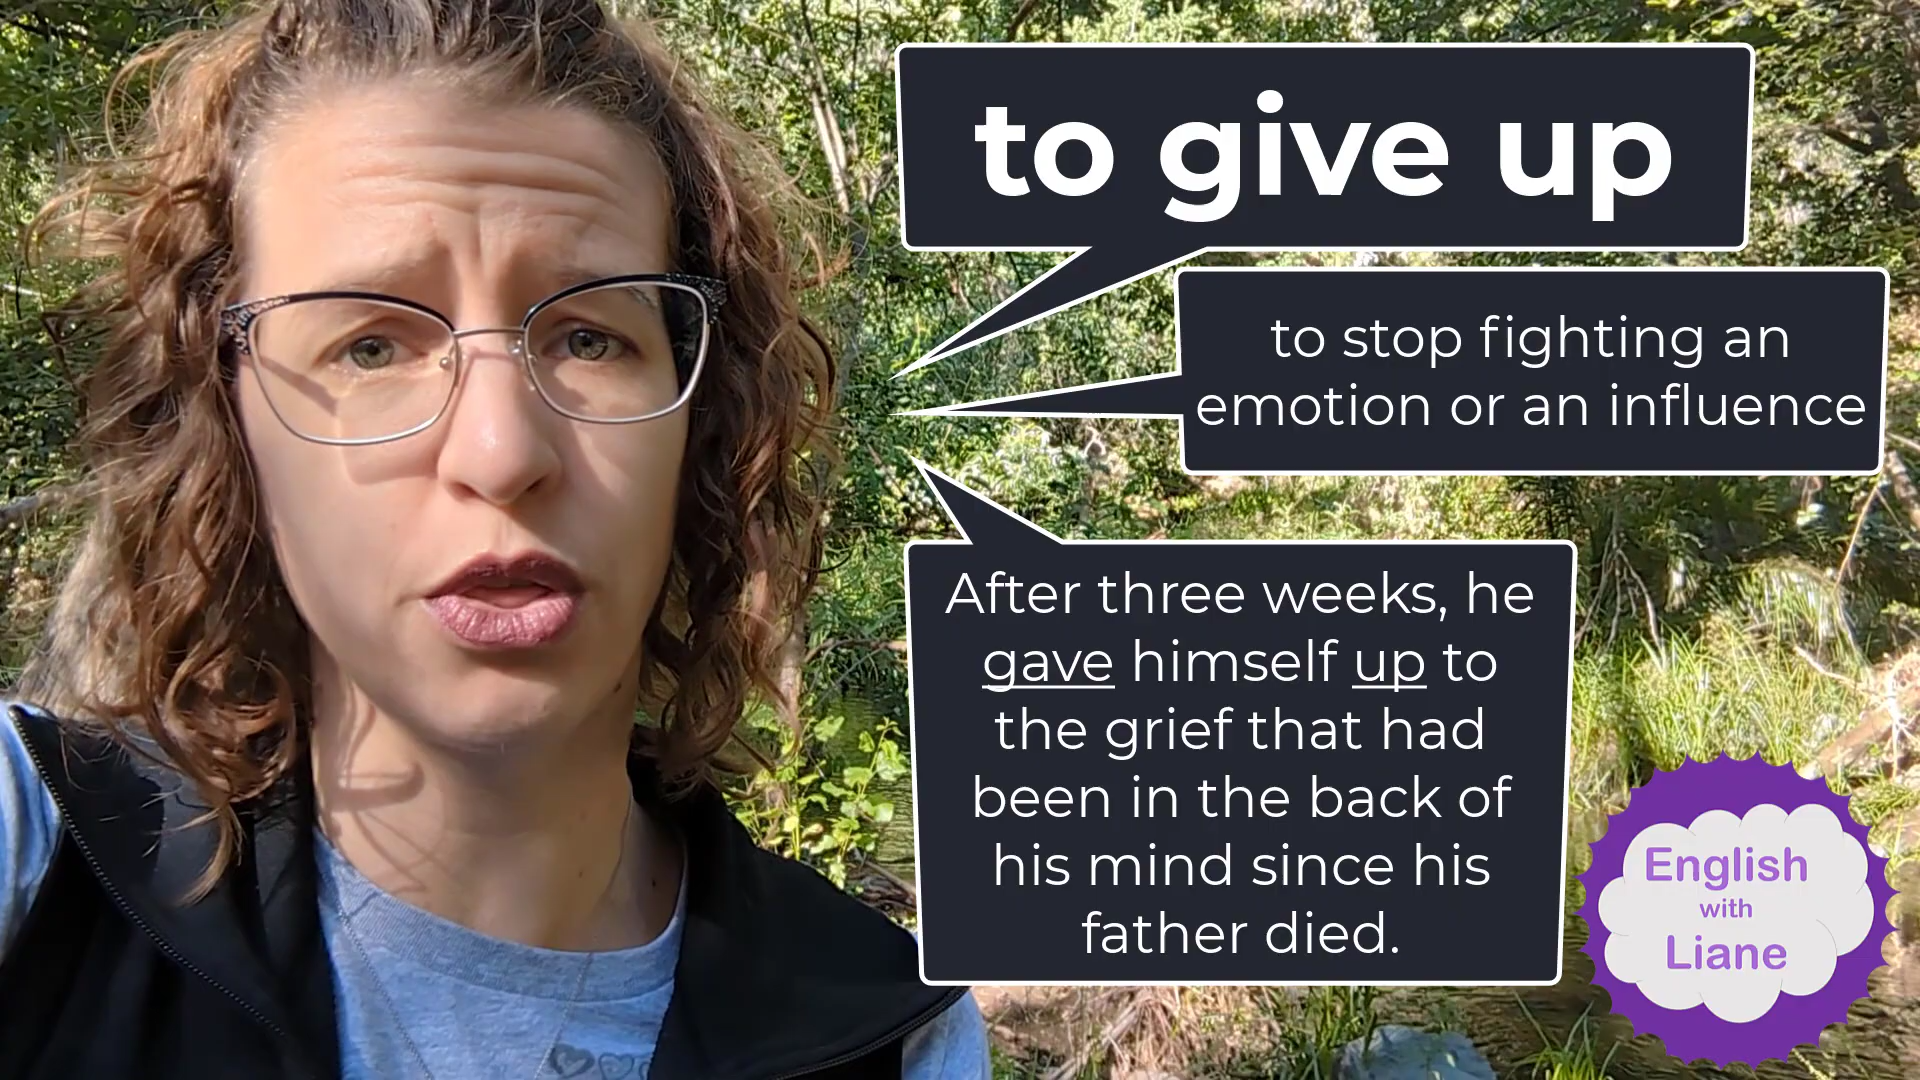 to give up
to stop fighting an
emotion or an influence
After three weeks, he
gave himself up to
the grief that had
been in the back of
his mind since his
father died.
English
with
Liane